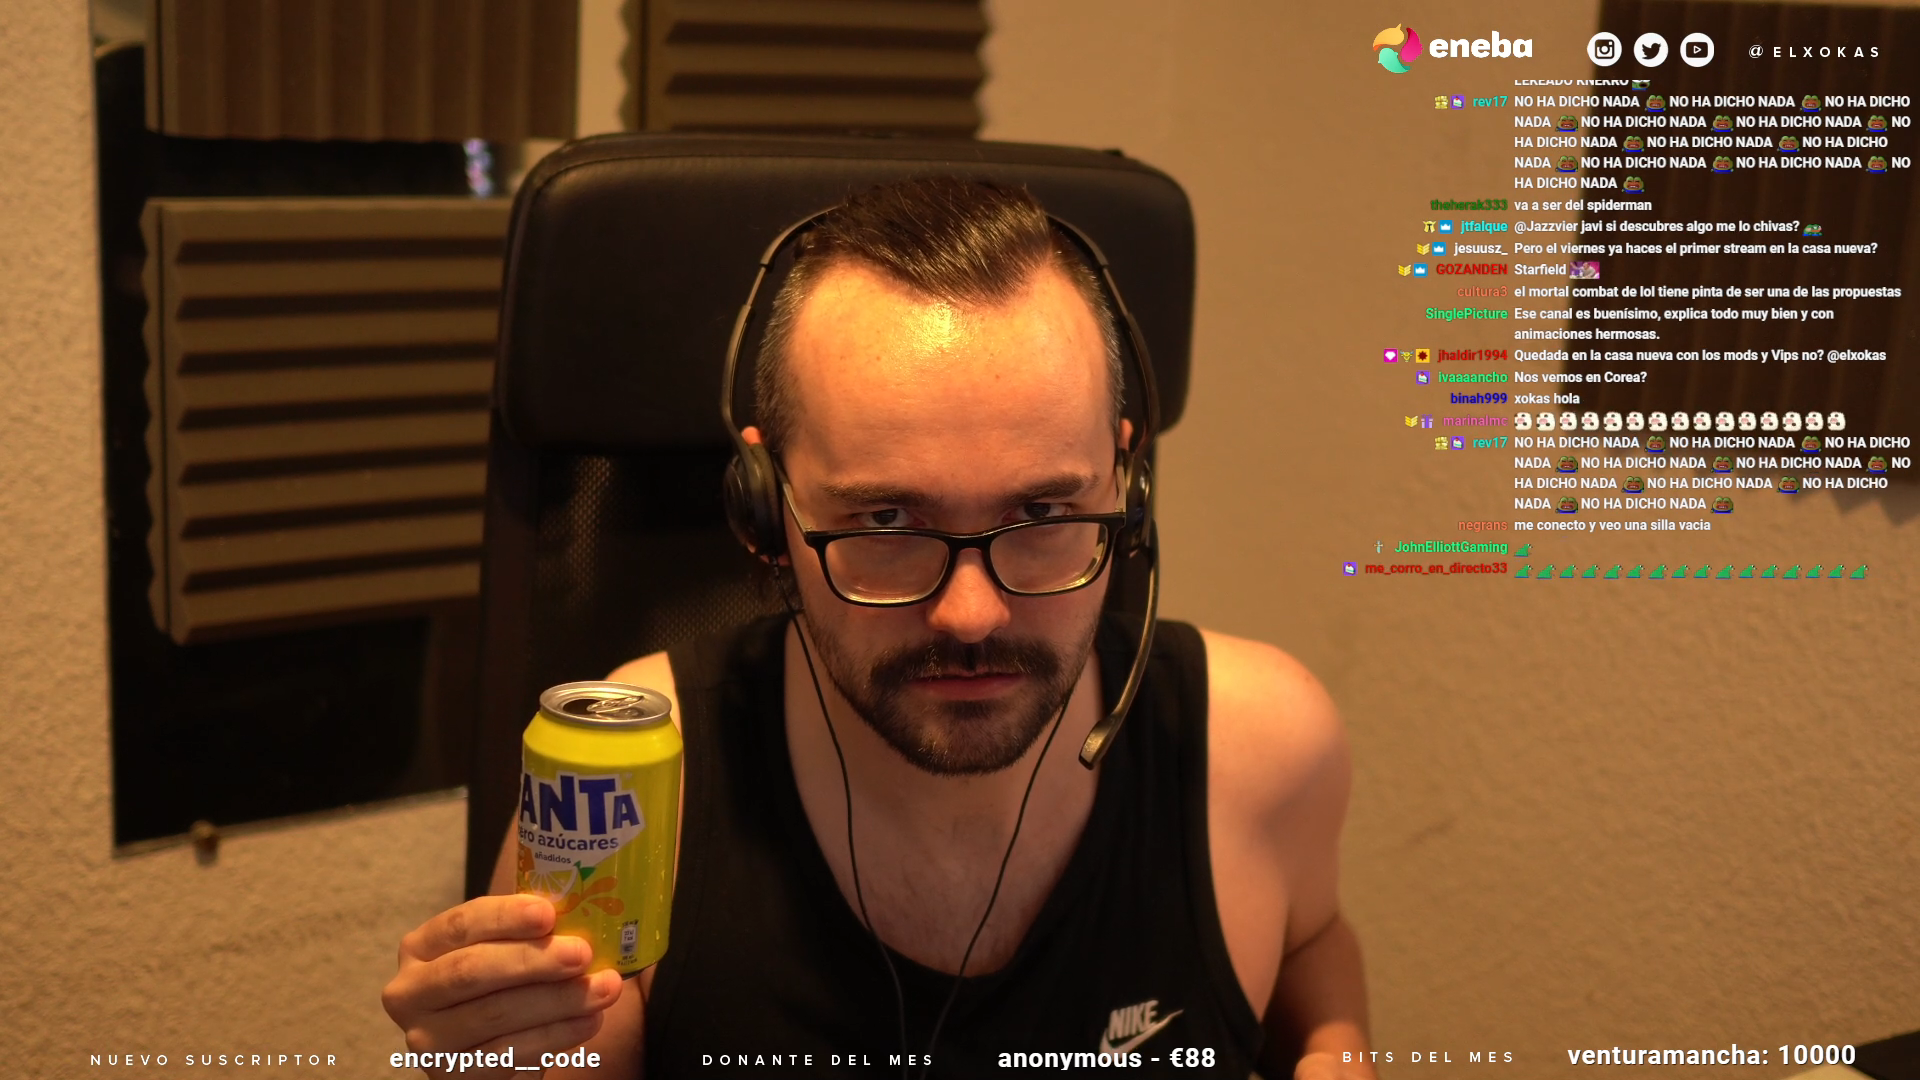 eneba
@ELXOKAS
LEREADO KNEKRO
rev17 NO HA DICHO NADA NO HA DICHO NADA NO HA DICHO
NADA NO HA DICHO NADA NO HA DICHO NADA NO
HA DICHO NADA NO HA DICHO NADA NO HA DICHO
NADA NO HA DICHO NADA NO HA DICHO NADA NO
HA DICHO NADA
theherak333 va a ser del spiderman
jtfalque @Jazzvier javi si descubres algo me lo chivas?
jesuusz_ Pero el viernes ya haces el primer stream en la casa nueva?
GOZANDEN Starfield
cultura3 el mortal combat de lol tiene pinta de ser una de las propuestas
SinglePicture Ese canal es buenísimo, explica todo muy bien y con
animaciones hermosas.
jhaldir1994 Quedada en la casa nueva con los mods y Vips no? @elxokas
ivaaaancho Nos vemos en Corea?
binah999 xokas hola
marinalmc
rev17 NO HA DICHO NADA NO HA DICHO NADA NO HA DICHO
NADA NO HA DICHO NADA NO HA DICHO NADA NO
HA DICHO NADA NO HA DICHO NADA NO HA DICHO
NADA NO HA DICHO NADA
negrans me conecto y veo una silla vacia
JohnElliottGaming
me_corro_en_directo33
ANTA
ero azúcares
añadidos
NIKE
NUEVO SUSCRIPTOR encrypted__code DONANTE DEL MES anonymous - €88 BITS DEL MES venturamancha: 10000